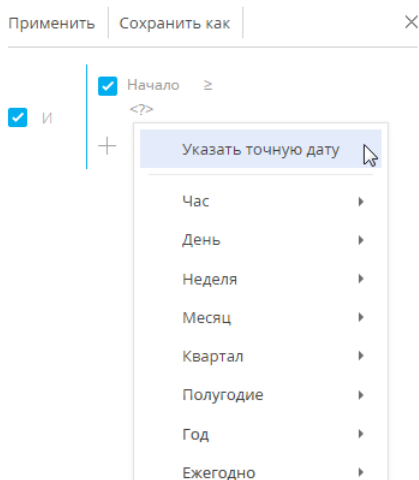 Применить Сохранить как
Начало ≥
И <?>
Указать точную дату
Час
День
Неделя
Месяц
Квартал
Полугодие
Год
Ежегодно